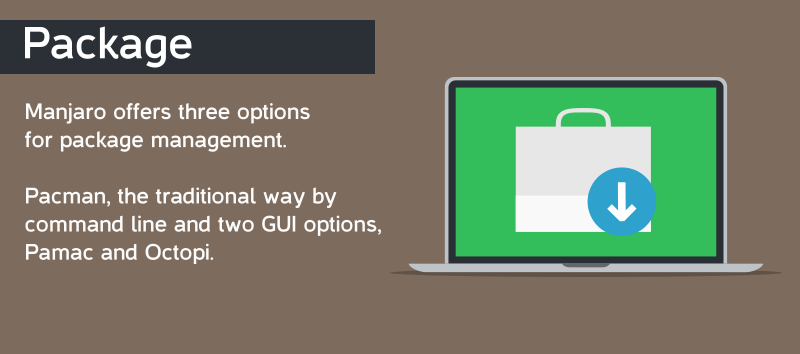 Package
Manjaro offers three options
for package management.
Pacman, the traditional way by
command line and two GUI options,
Pamac and Octopi.